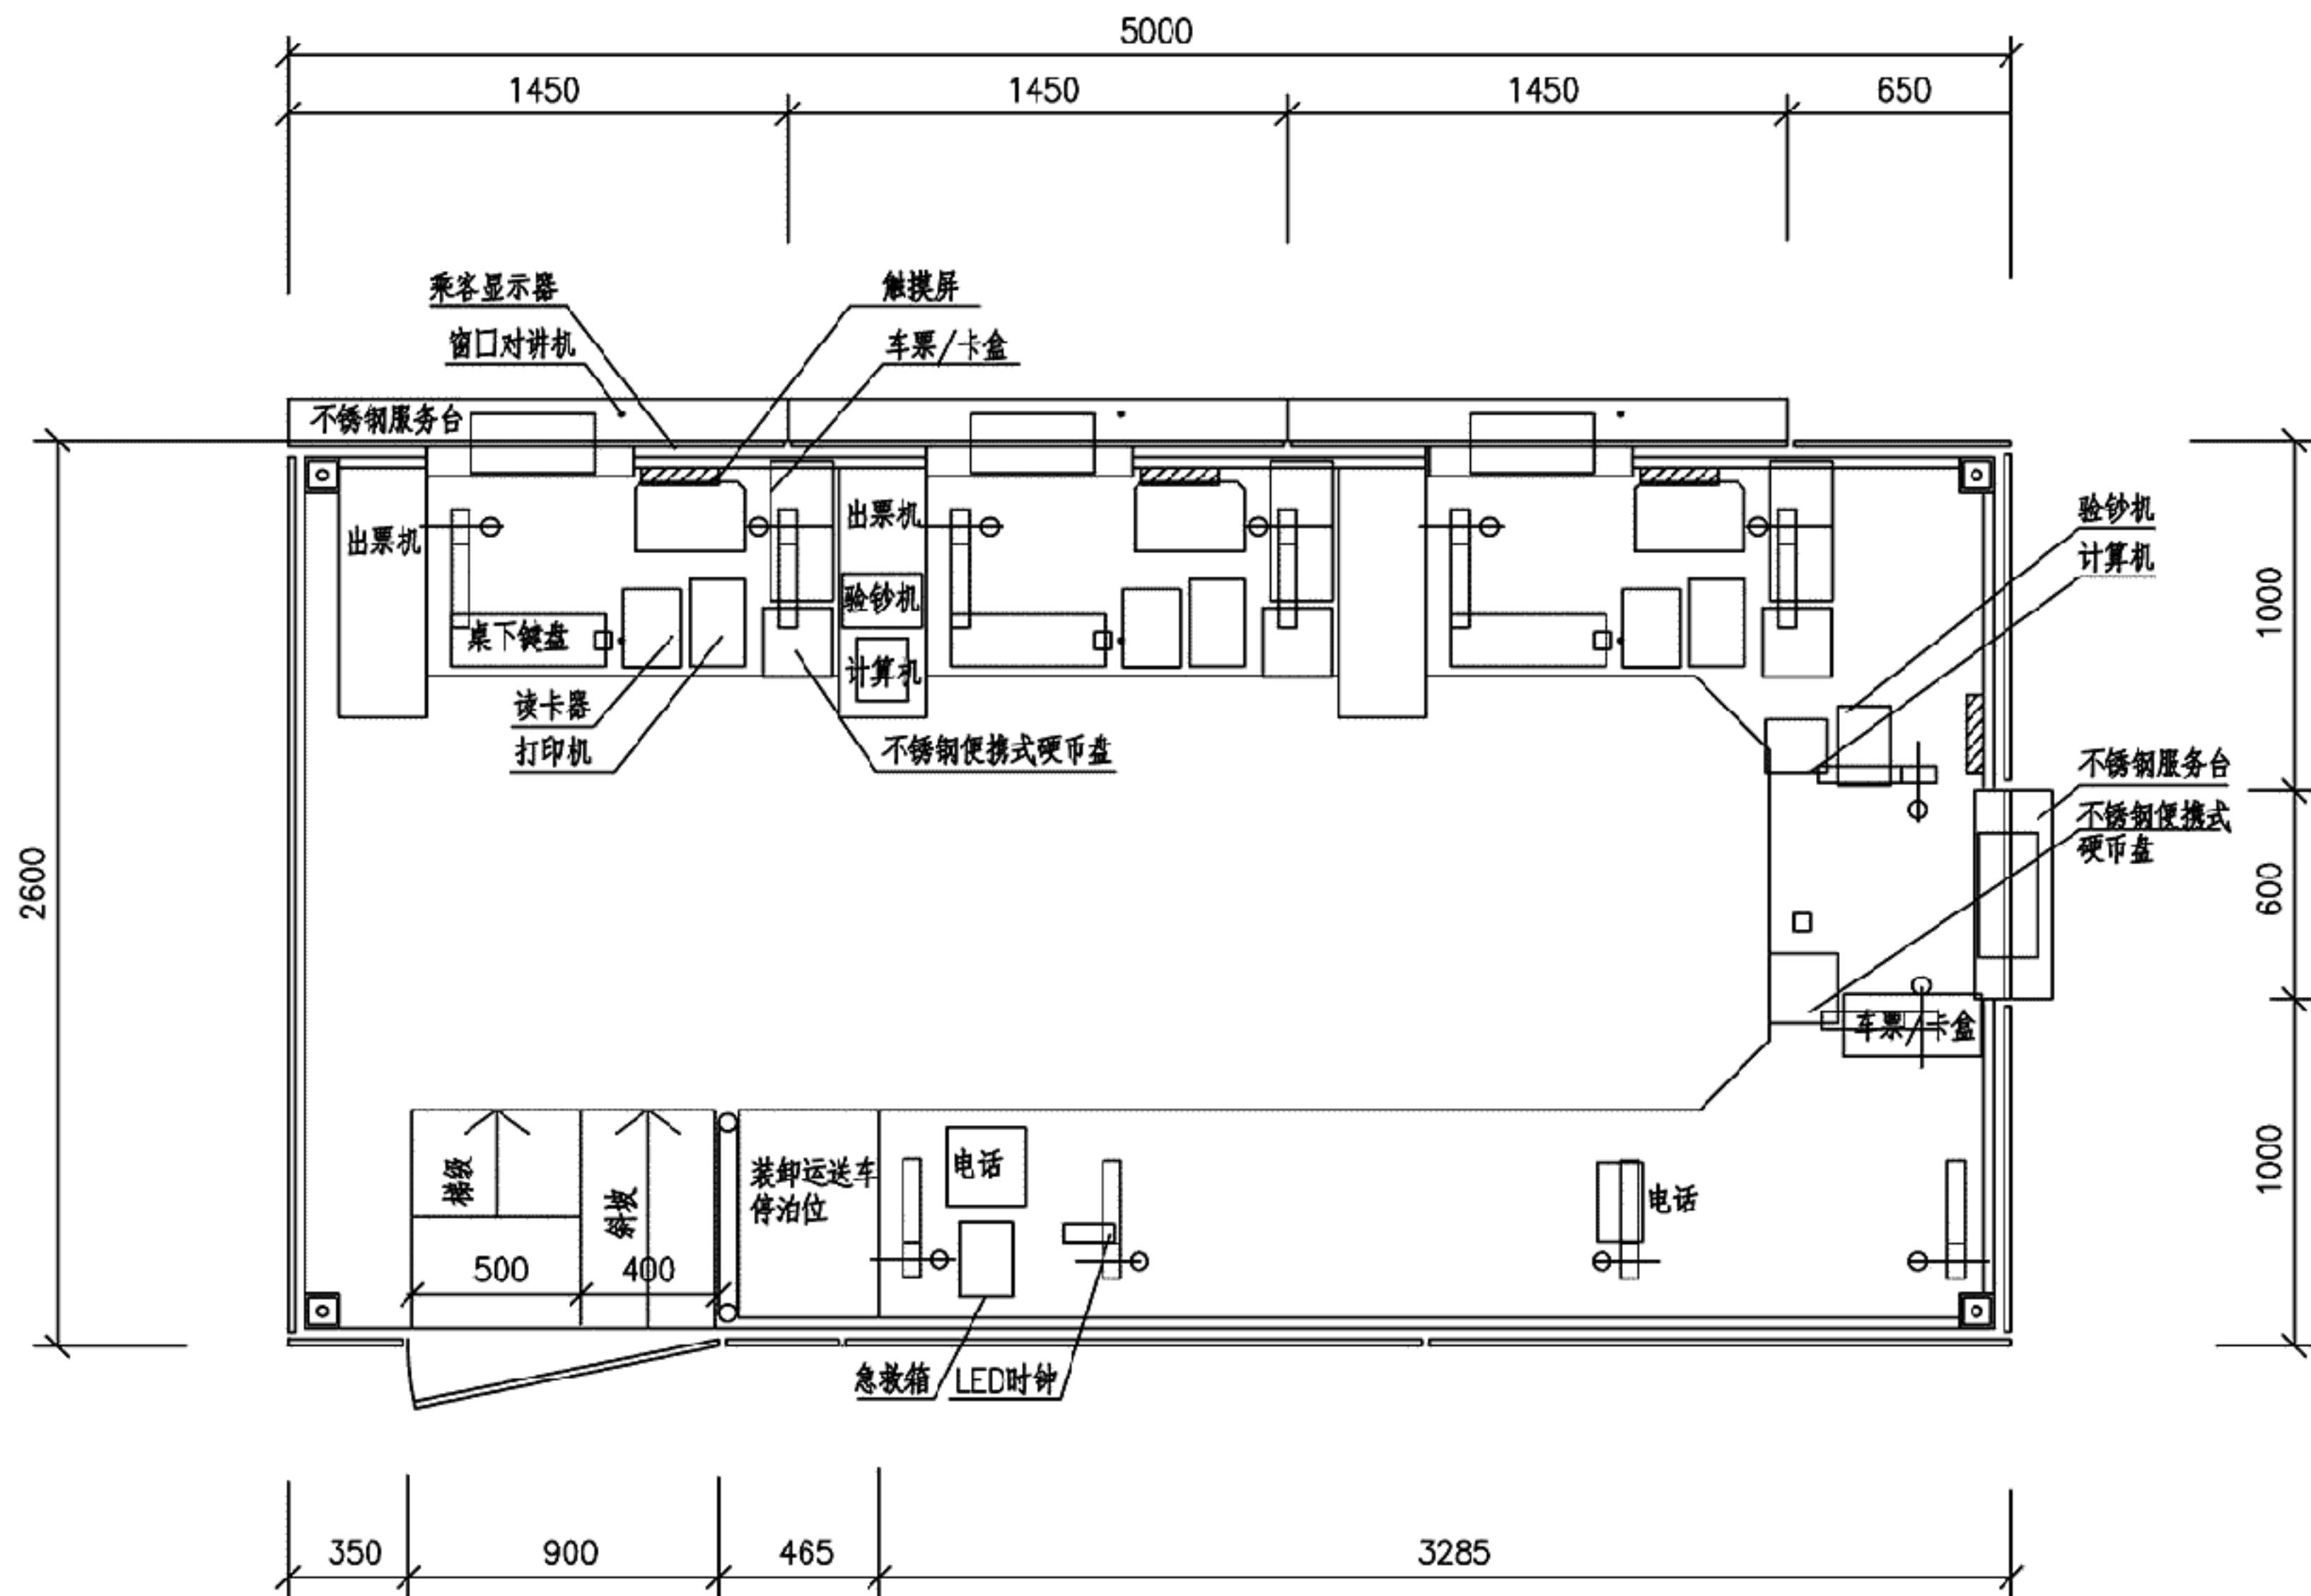 5000
1450
1450
1450
650
乘客显示器
触摸屏
窗口对讲机
车票/卡盒
不锈钢服务台
出票机
出票机
验钞机
计算机
验钞机
桌下键盘
计算机
读卡器
打印机
不锈钢便携式硬币盘
不锈钢服务台
不锈钢便携式
硬币盘
车票/卡盒
2600
1000
600
1000
梯级
斜坡
装卸运送车
停泊位
电话
电话
500
400
急救箱
LED时钟
350
900
465
3285